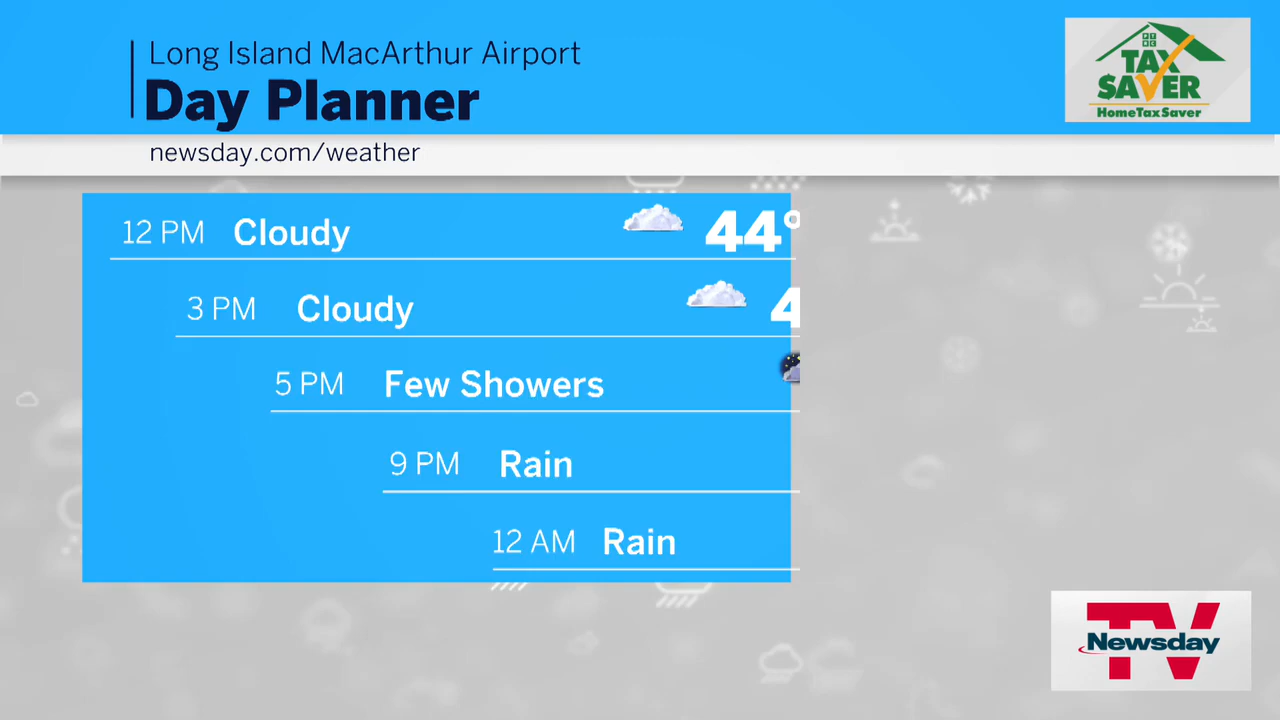 Long Island MacArthur Airport
Day Planner
newsday.com/weather
TAX
SAVER
HomeTaxSaver
12 PM Cloudy 44°
3 PM Cloudy 4
5 PM Few Showers
9 PM Rain
12 AM Rain
TV
Newsday